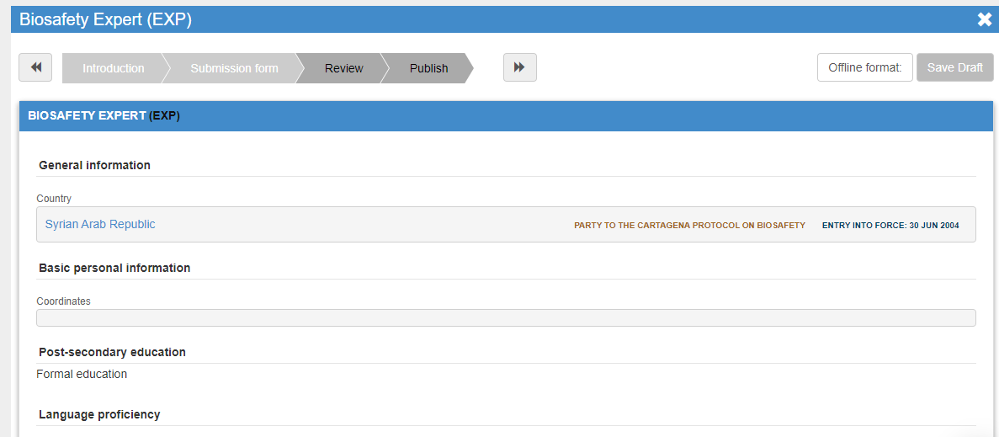 Biosafety Expert (EXP)
Introduction
Submission form
Review
Publish
Offline format:
Save Draft
BIOSAFETY EXPERT (EXP)
General information
Country
Syrian Arab Republic
PARTY TO THE CARTAGENA PROTOCOL ON BIOSAFETY
ENTRY INTO FORCE: 30 JUN 2004
Basic personal information
Coordinates
Post-secondary education
Formal education
Language proficiency